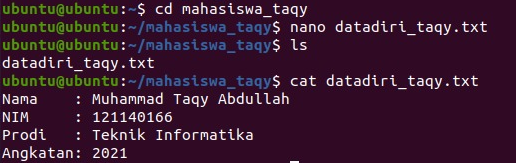 ubuntu@ubuntu:~$ cd mahasiswa_taqy
ubuntu@ubuntu:~/mahasiswa_taqy$ nano datadiri_taqy.txt
ubuntu@ubuntu:~/mahasiswa_taqy$ ls
datadiri_taqy.txt
ubuntu@ubuntu:~/mahasiswa_taqy$ cat datadiri_taqy.txt
Nama    : Muhammad Taqy Abdullah
NIM     : 121140166
Prodi   : Teknik Informatika
Angkatan: 2021